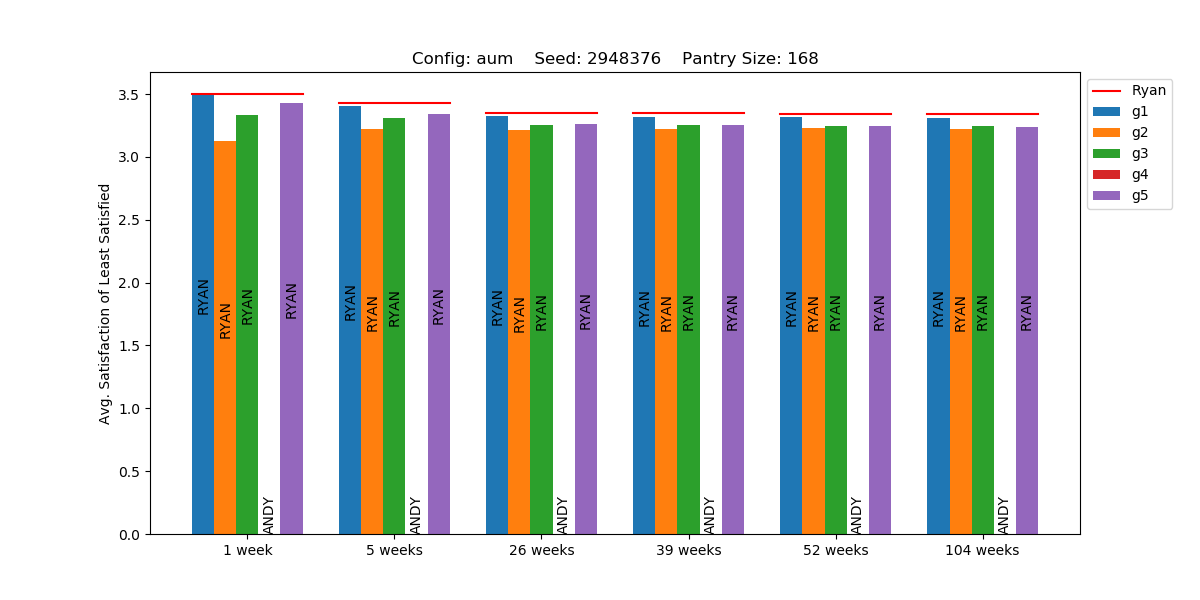 Config: aum    Seed: 2948376    Pantry Size: 168
Avg. Satisfaction of Least Satisfied
3.5
3.0
2.5
2.0
1.5
1.0
0.5
0.0
RYAN
RYAN
RYAN
ANDY
RYAN
RYAN
RYAN
RYAN
ANDY
RYAN
RYAN
RYAN
RYAN
ANDY
RYAN
RYAN
RYAN
RYAN
ANDY
RYAN
RYAN
RYAN
RYAN
ANDY
RYAN
RYAN
RYAN
RYAN
ANDY
RYAN
1 week
5 weeks
26 weeks
39 weeks
52 weeks
104 weeks
Ryan
g1
g2
g3
g4
g5